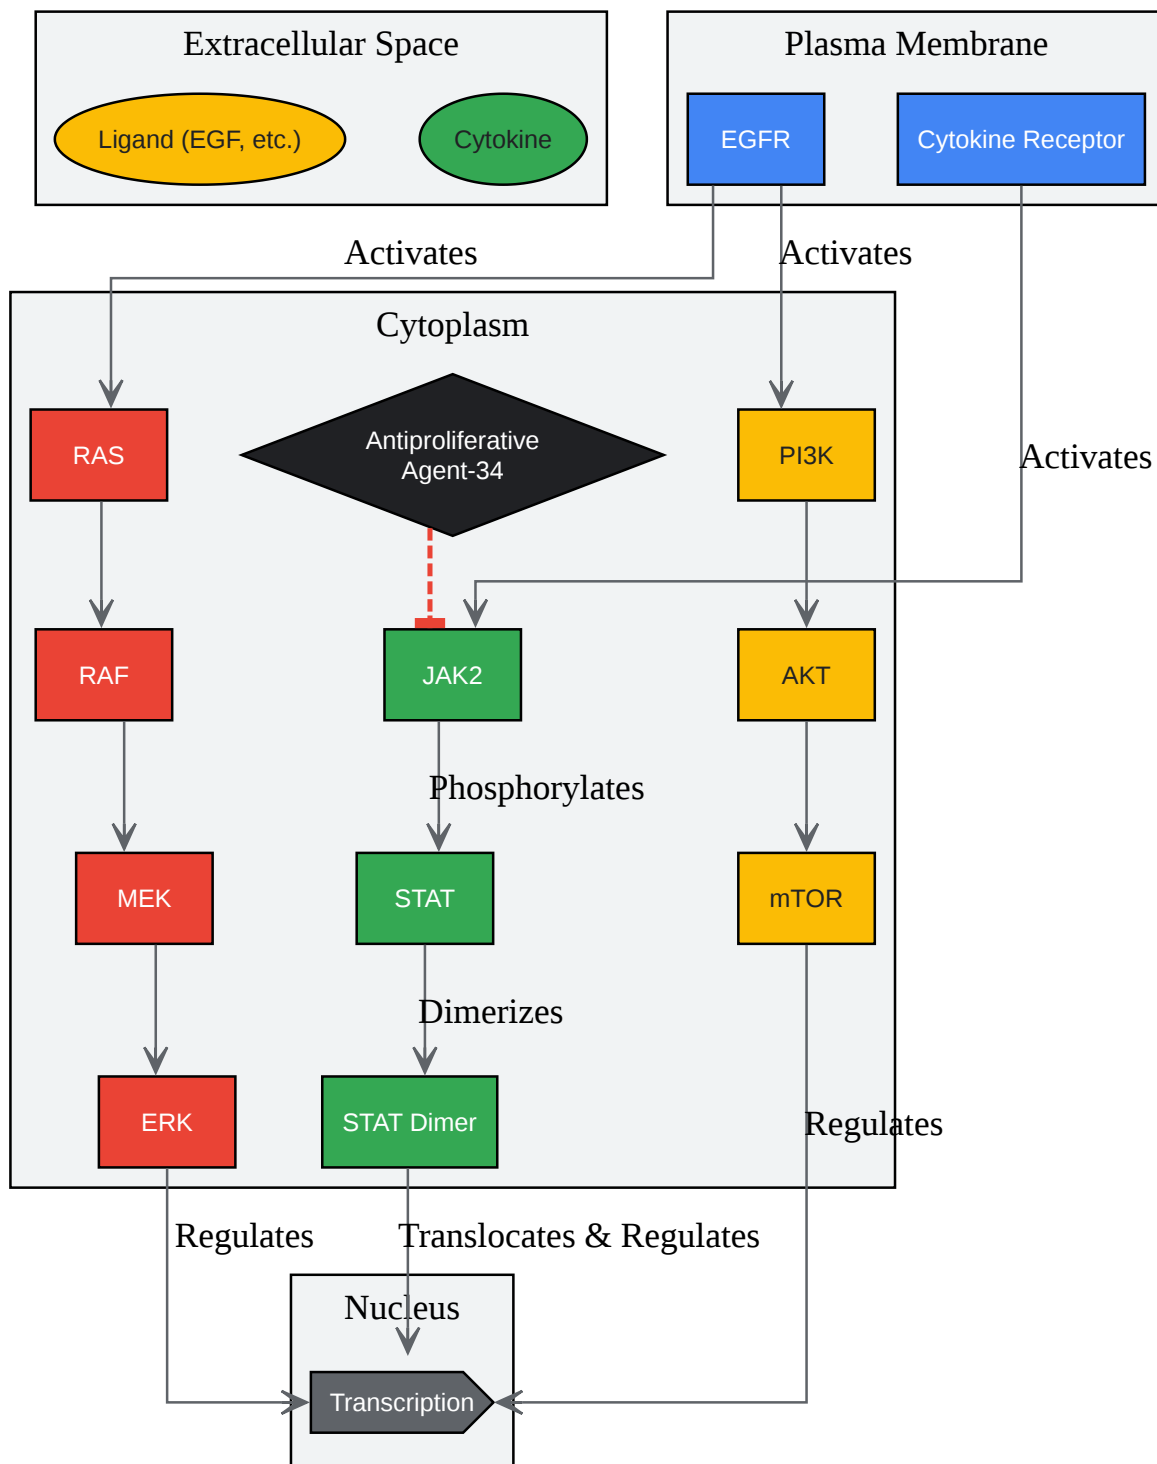 Extracellular Space
Plasma Membrane
Ligand (EGF, etc.)
Cytokine
EGFR
Cytokine Receptor
Activates
Activates
Cytoplasm
RAS
Antiproliferative
Agent-34
PI3K
Activates
RAF
JAK2
AKT
Phosphorylates
MEK
STAT
mTOR
Dimerizes
ERK
STAT Dimer
Regulates
Regulates
Translocates & Regulates
Nucleus
Transcription